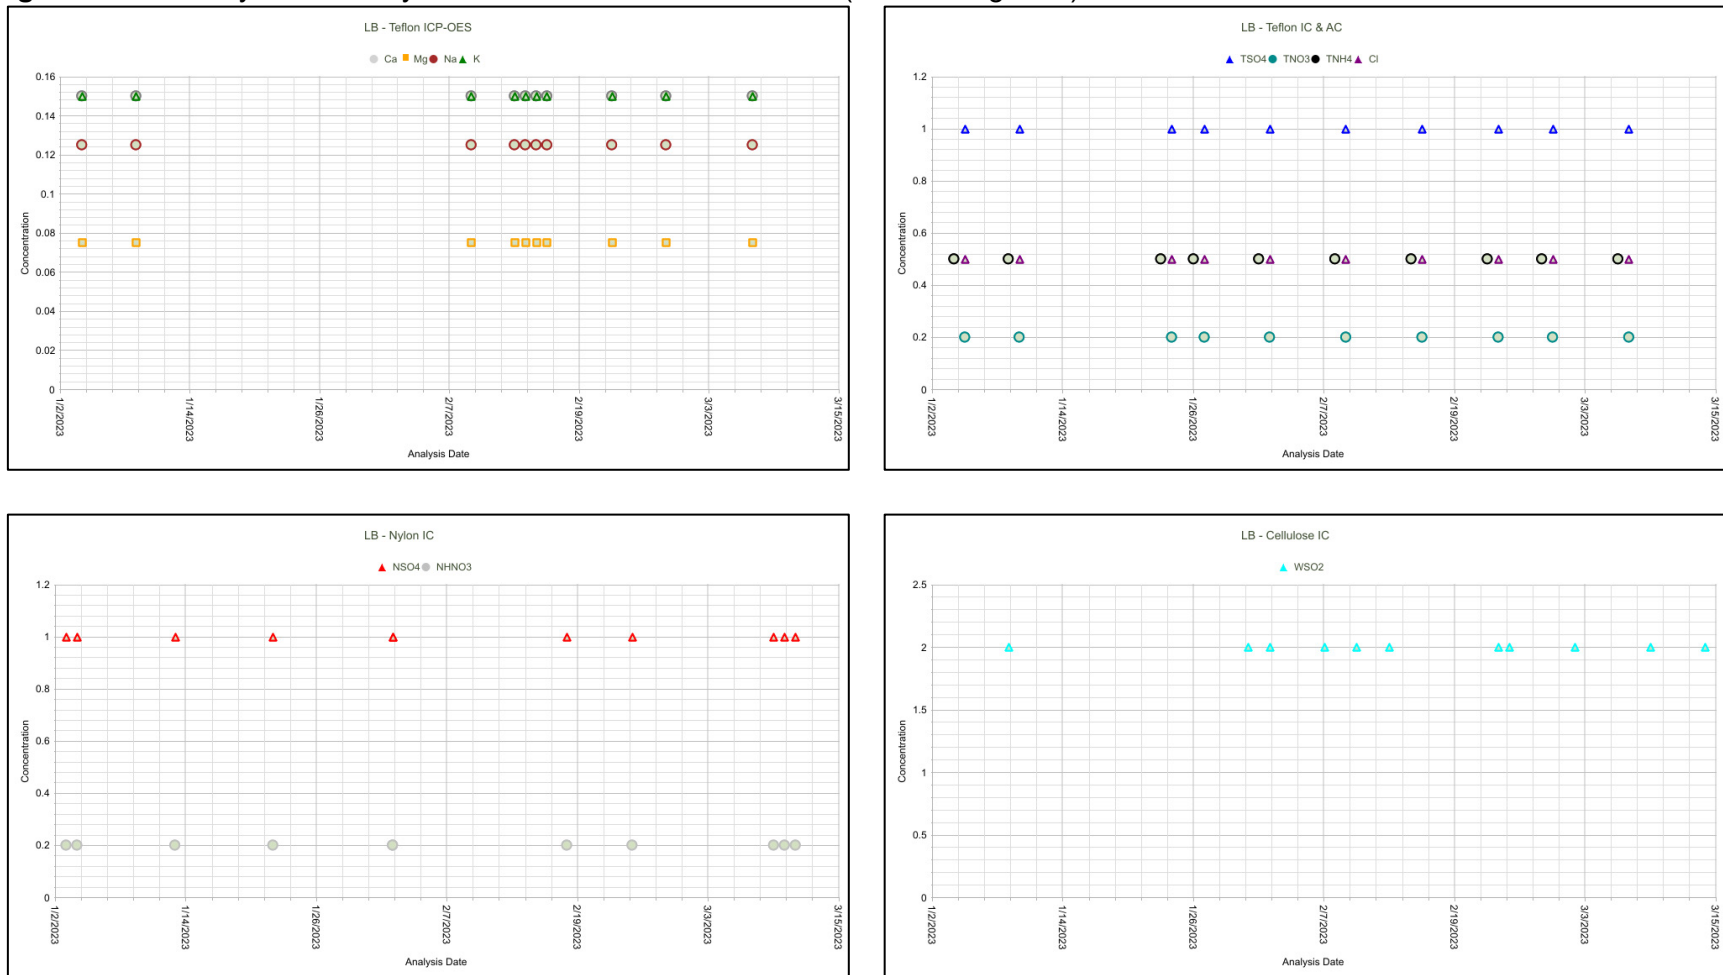 LB - Teflon ICP-OES
Ca Mg Na K
0.16
0.14
0.12
0.1
0.08
0.06
0.04
0.02
0
Concentration
1/2/2023 1/14/2023 1/26/2023 2/7/2023 2/19/2023 3/3/2023 3/15/2023
Analysis Date
LB - Teflon IC & AC
TSO4 TNO3 TNH4 Cl
1.2
1
0.8
0.6
0.4
0.2
0
Concentration
1/2/2023 1/14/2023 1/26/2023 2/7/2023 2/19/2023 3/3/2023 3/15/2023
Analysis Date
LB - Nylon IC
NSO4 NHNO3
1.2
1
0.8
0.6
0.4
0.2
0
Concentration
1/2/2023 1/14/2023 1/26/2023 2/7/2023 2/19/2023 3/3/2023 3/15/2023
Analysis Date
LB - Cellulose IC
WSO2
2.5
2
1.5
1
0.5
0
Concentration
1/2/2023 1/14/2023 1/26/2023 2/7/2023 2/19/2023 3/3/2023 3/15/2023
Analysis Date